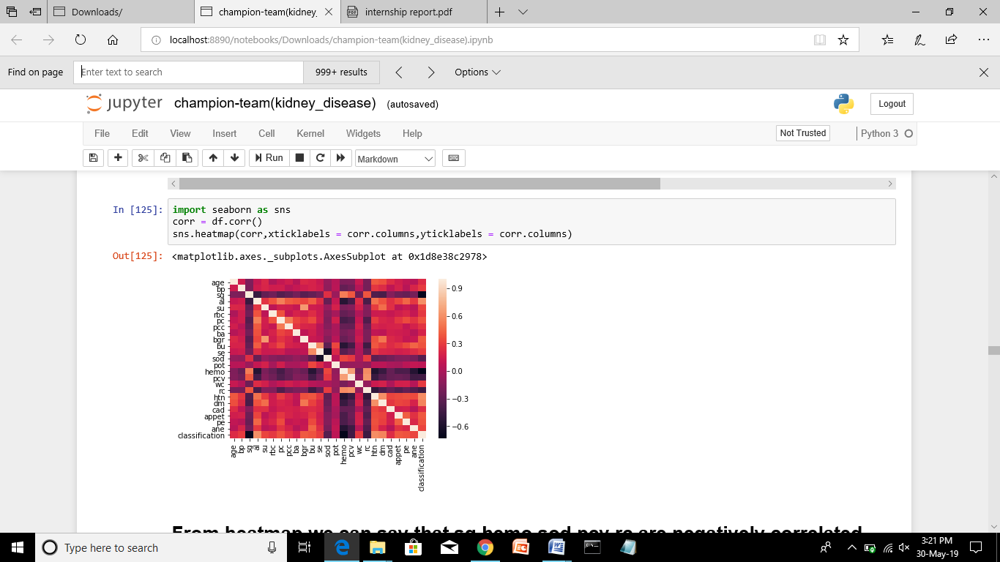 Downloads/
champion-team(kidney_
internship report.pdf
localhost:8890/notebooks/Downloads/champion-team(kidney_disease).ipynb
Find on page
Enter text to search
999+ results
Options
jupyter
champion-team(kidney_disease)
(autosaved)
Logout
File
Edit
View
Insert
Cell
Kernel
Widgets
Help
Not Trusted
Python 3
Run
Markdown
In [125]:
import seaborn as sns
corr = df.corr()
sns.heatmap(corr,xticklabels = corr.columns,yticklabels = corr.columns)
Out[125]:
<matplotlib.axes._subplots.AxesSubplot at 0x1d8e38c2978>
age
bp
sg
al
su
rbc
pc
pcc
ba
bgr
bu
se
sod
pot
hemo
pcv
wc
rc
htn
dm
cad
appet
pe
ane
classification
0.9
0.6
0.3
0.0
−0.3
−0.6
age
bp
sg
al
su
rbc
pc
pcc
ba
bgr
bu
se
sod
pot
hemo
pcv
wc
rc
htn
dm
cad
appet
pe
ane
classification
From heatmap we can say that sg,hemo,sod,pcv,rc are negatively correlated
Type here to search
3:21 PM
30-May-19